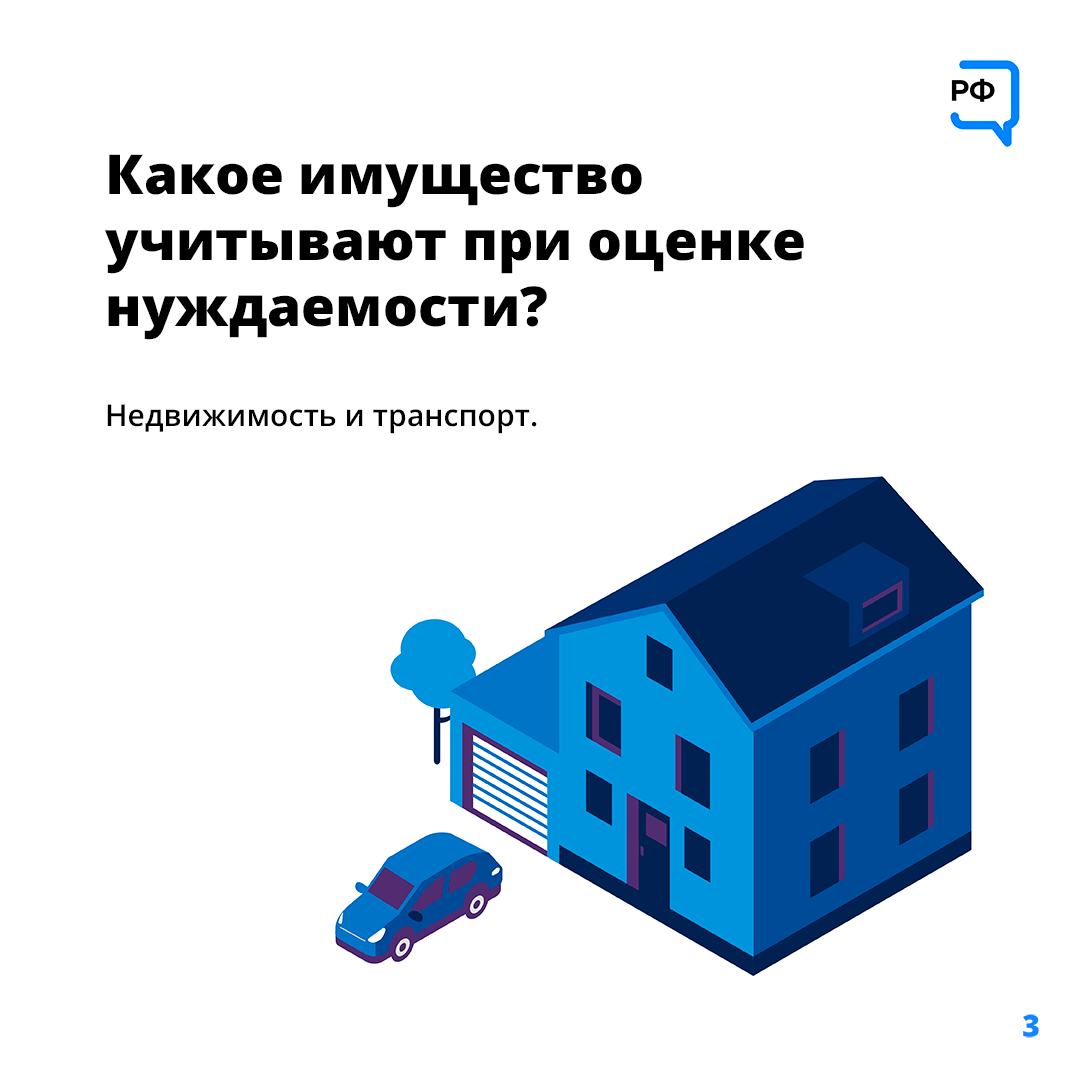 РФ
Какое имущество
учитывают при оценке
нуждаемости?
Недвижимость и транспорт.
3